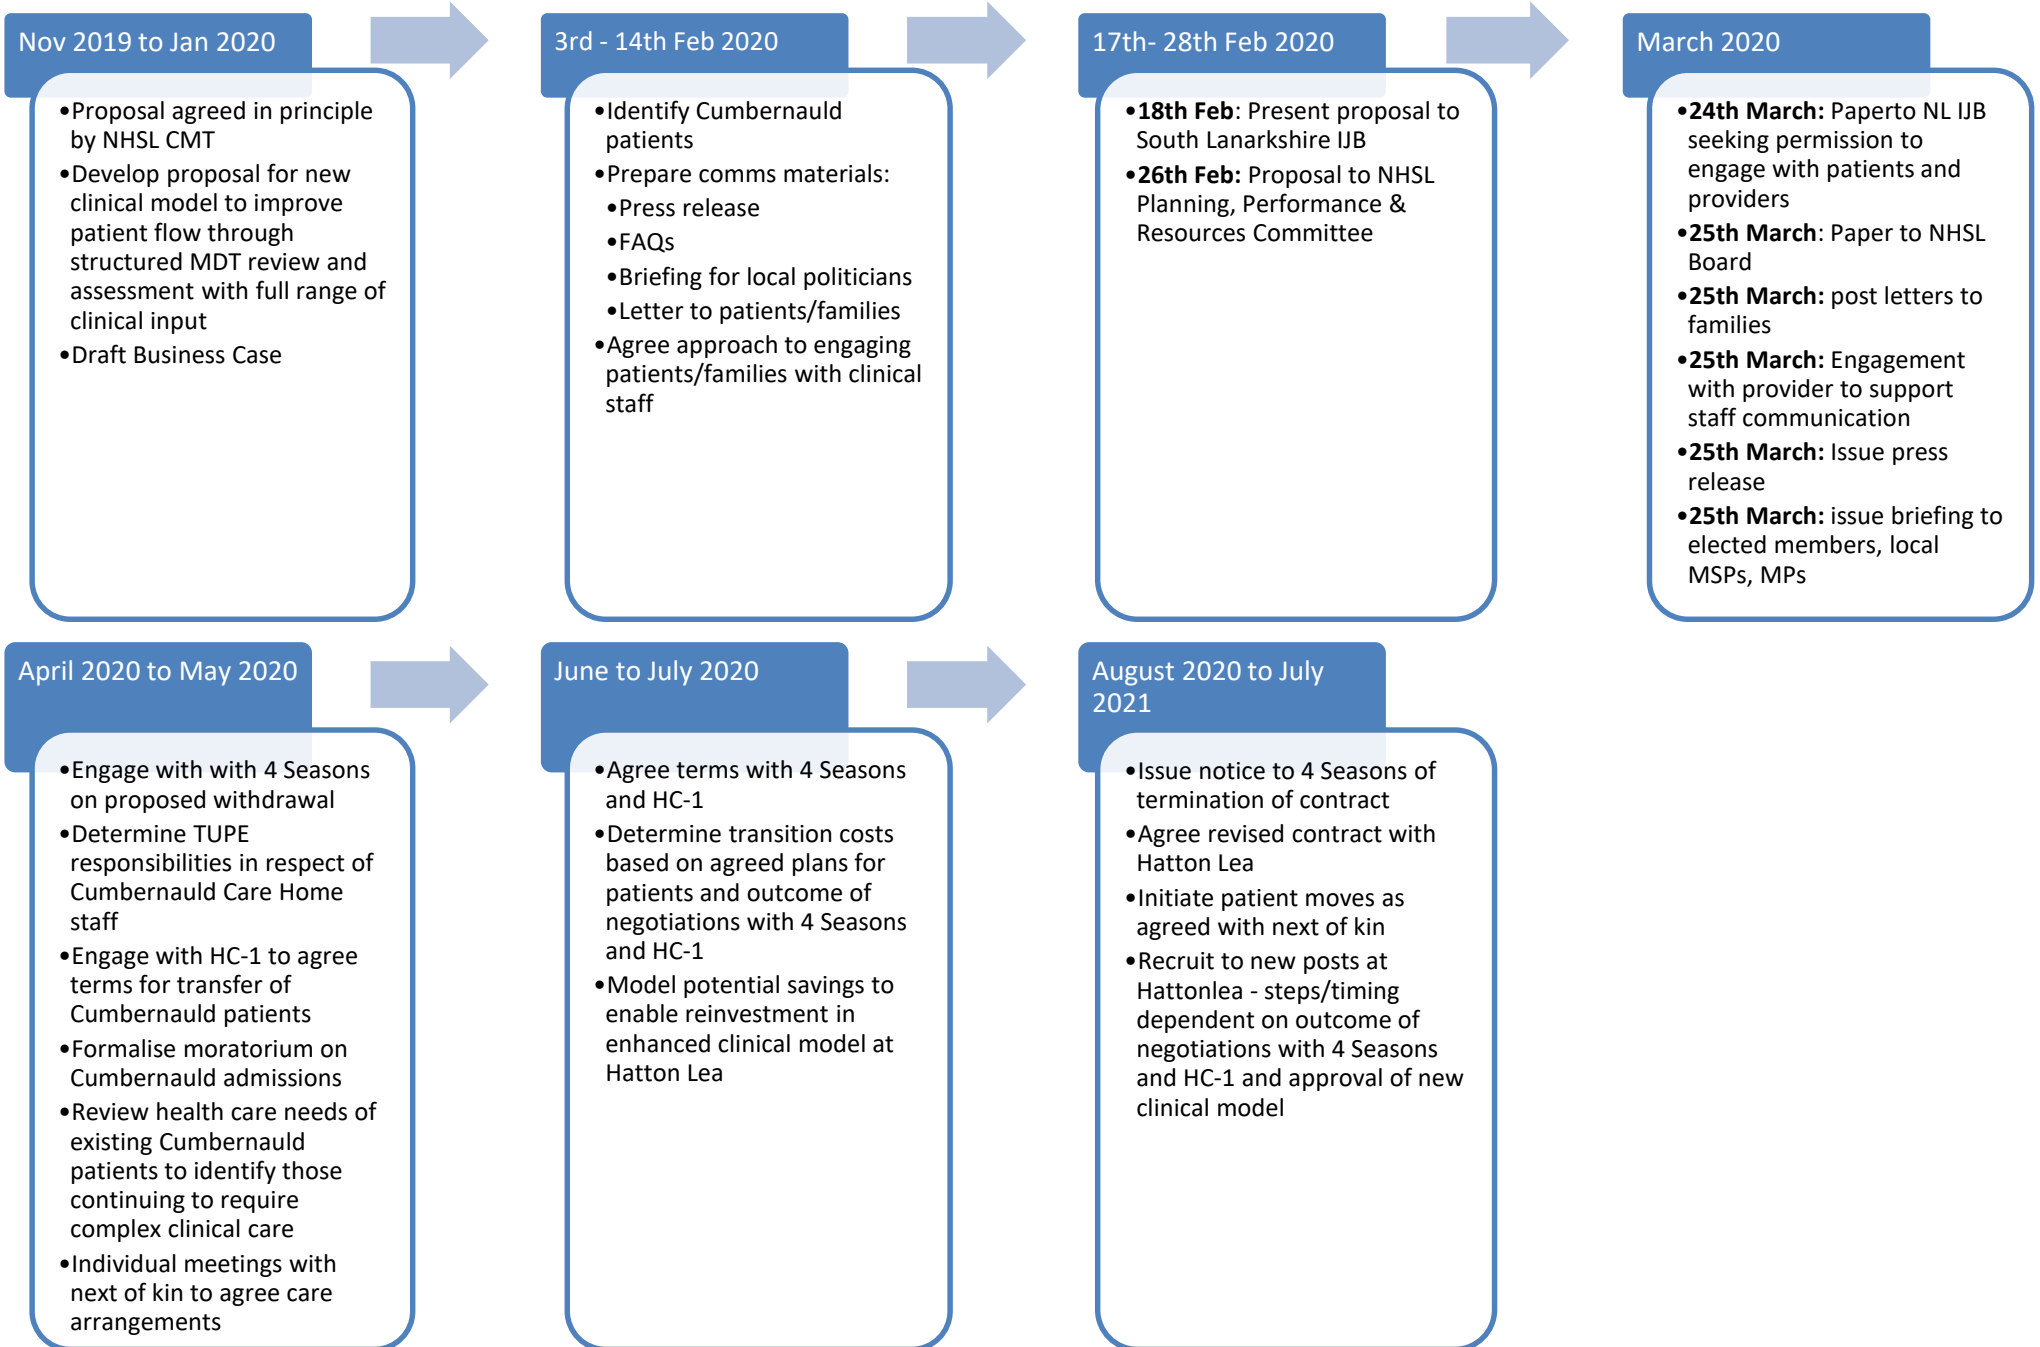 Nov 2019 to Jan 2020
•Proposal agreed in principle
by NHSL CMT
•Develop proposal for new
clinical model to improve
patient flow through
structured MDT review and
assessment with full range of
clinical input
•Draft Business Case
3rd - 14th Feb 2020
•Identify Cumbernauld
patients
•Prepare comms materials:
•Press release
•FAQs
•Briefing for local politicians
•Letter to patients/families
•Agree approach to engaging
patients/families with clinical
staff
17th- 28th Feb 2020
•18th Feb: Present proposal to
South Lanarkshire IJB
•26th Feb: Proposal to NHSL
Planning, Performance &
Resources Committee
March 2020
•24th March: Paperto NL IJB
seeking permission to
engage with patients and
providers
•25th March: Paper to NHSL
Board
•25th March: post letters to
families
•25th March: Engagement
with provider to support
staff communication
•25th March: Issue press
release
•25th March: issue briefing to
elected members, local
MSPs, MPs
April 2020 to May 2020
•Engage with with 4 Seasons
on proposed withdrawal
•Determine TUPE
responsibilities in respect of
Cumbernauld Care Home
staff
•Engage with HC-1 to agree
terms for transfer of
Cumbernauld patients
•Formalise moratorium on
Cumbernauld admissions
•Review health care needs of
existing Cumbernauld
patients to identify those
continuing to require
complex clinical care
•Individual meetings with
next of kin to agree care
arrangements
June to July 2020
•Agree terms with 4 Seasons
and HC-1
•Determine transition costs
based on agreed plans for
patients and outcome of
negotiations with 4 Seasons
and HC-1
•Model potential savings to
enable reinvestment in
enhanced clinical model at
Hatton Lea
August 2020 to July
2021
•Issue notice to 4 Seasons of
termination of contract
•Agree revised contract with
Hatton Lea
•Initiate patient moves as
agreed with next of kin
•Recruit to new posts at
Hattonlea - steps/timing
dependent on outcome of
negotiations with 4 Seasons
and HC-1 and approval of new
clinical model